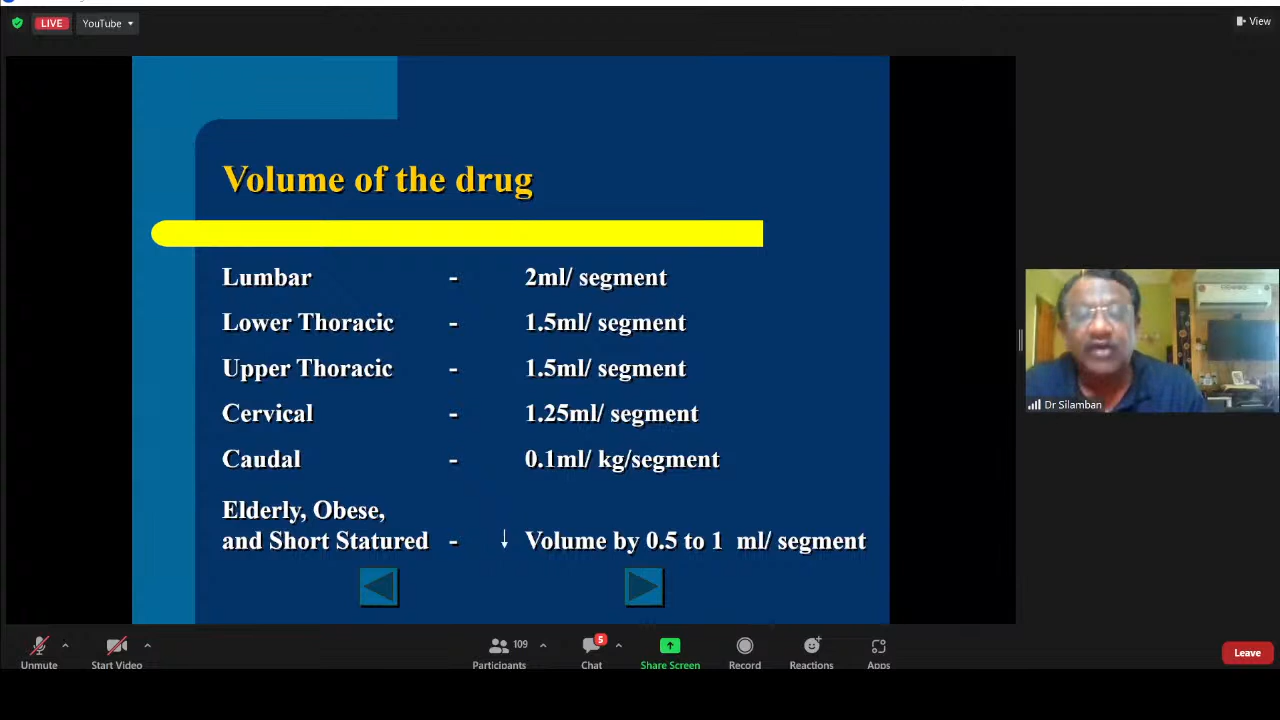 LIVE
YouTube
View
Volume of the drug
Lumbar - 2ml/ segment
Lower Thoracic - 1.5ml/ segment
Upper Thoracic - 1.5ml/ segment
Cervical - 1.25ml/ segment
Caudal - 0.1ml/ kg/segment
Elderly, Obese,
and Short Statured - ↓ Volume by 0.5 to 1 ml/ segment
Dr Silamban
Unmute
Start Video
109
Participants
5
Chat
Share Screen
Record
Reactions
Apps
Leave